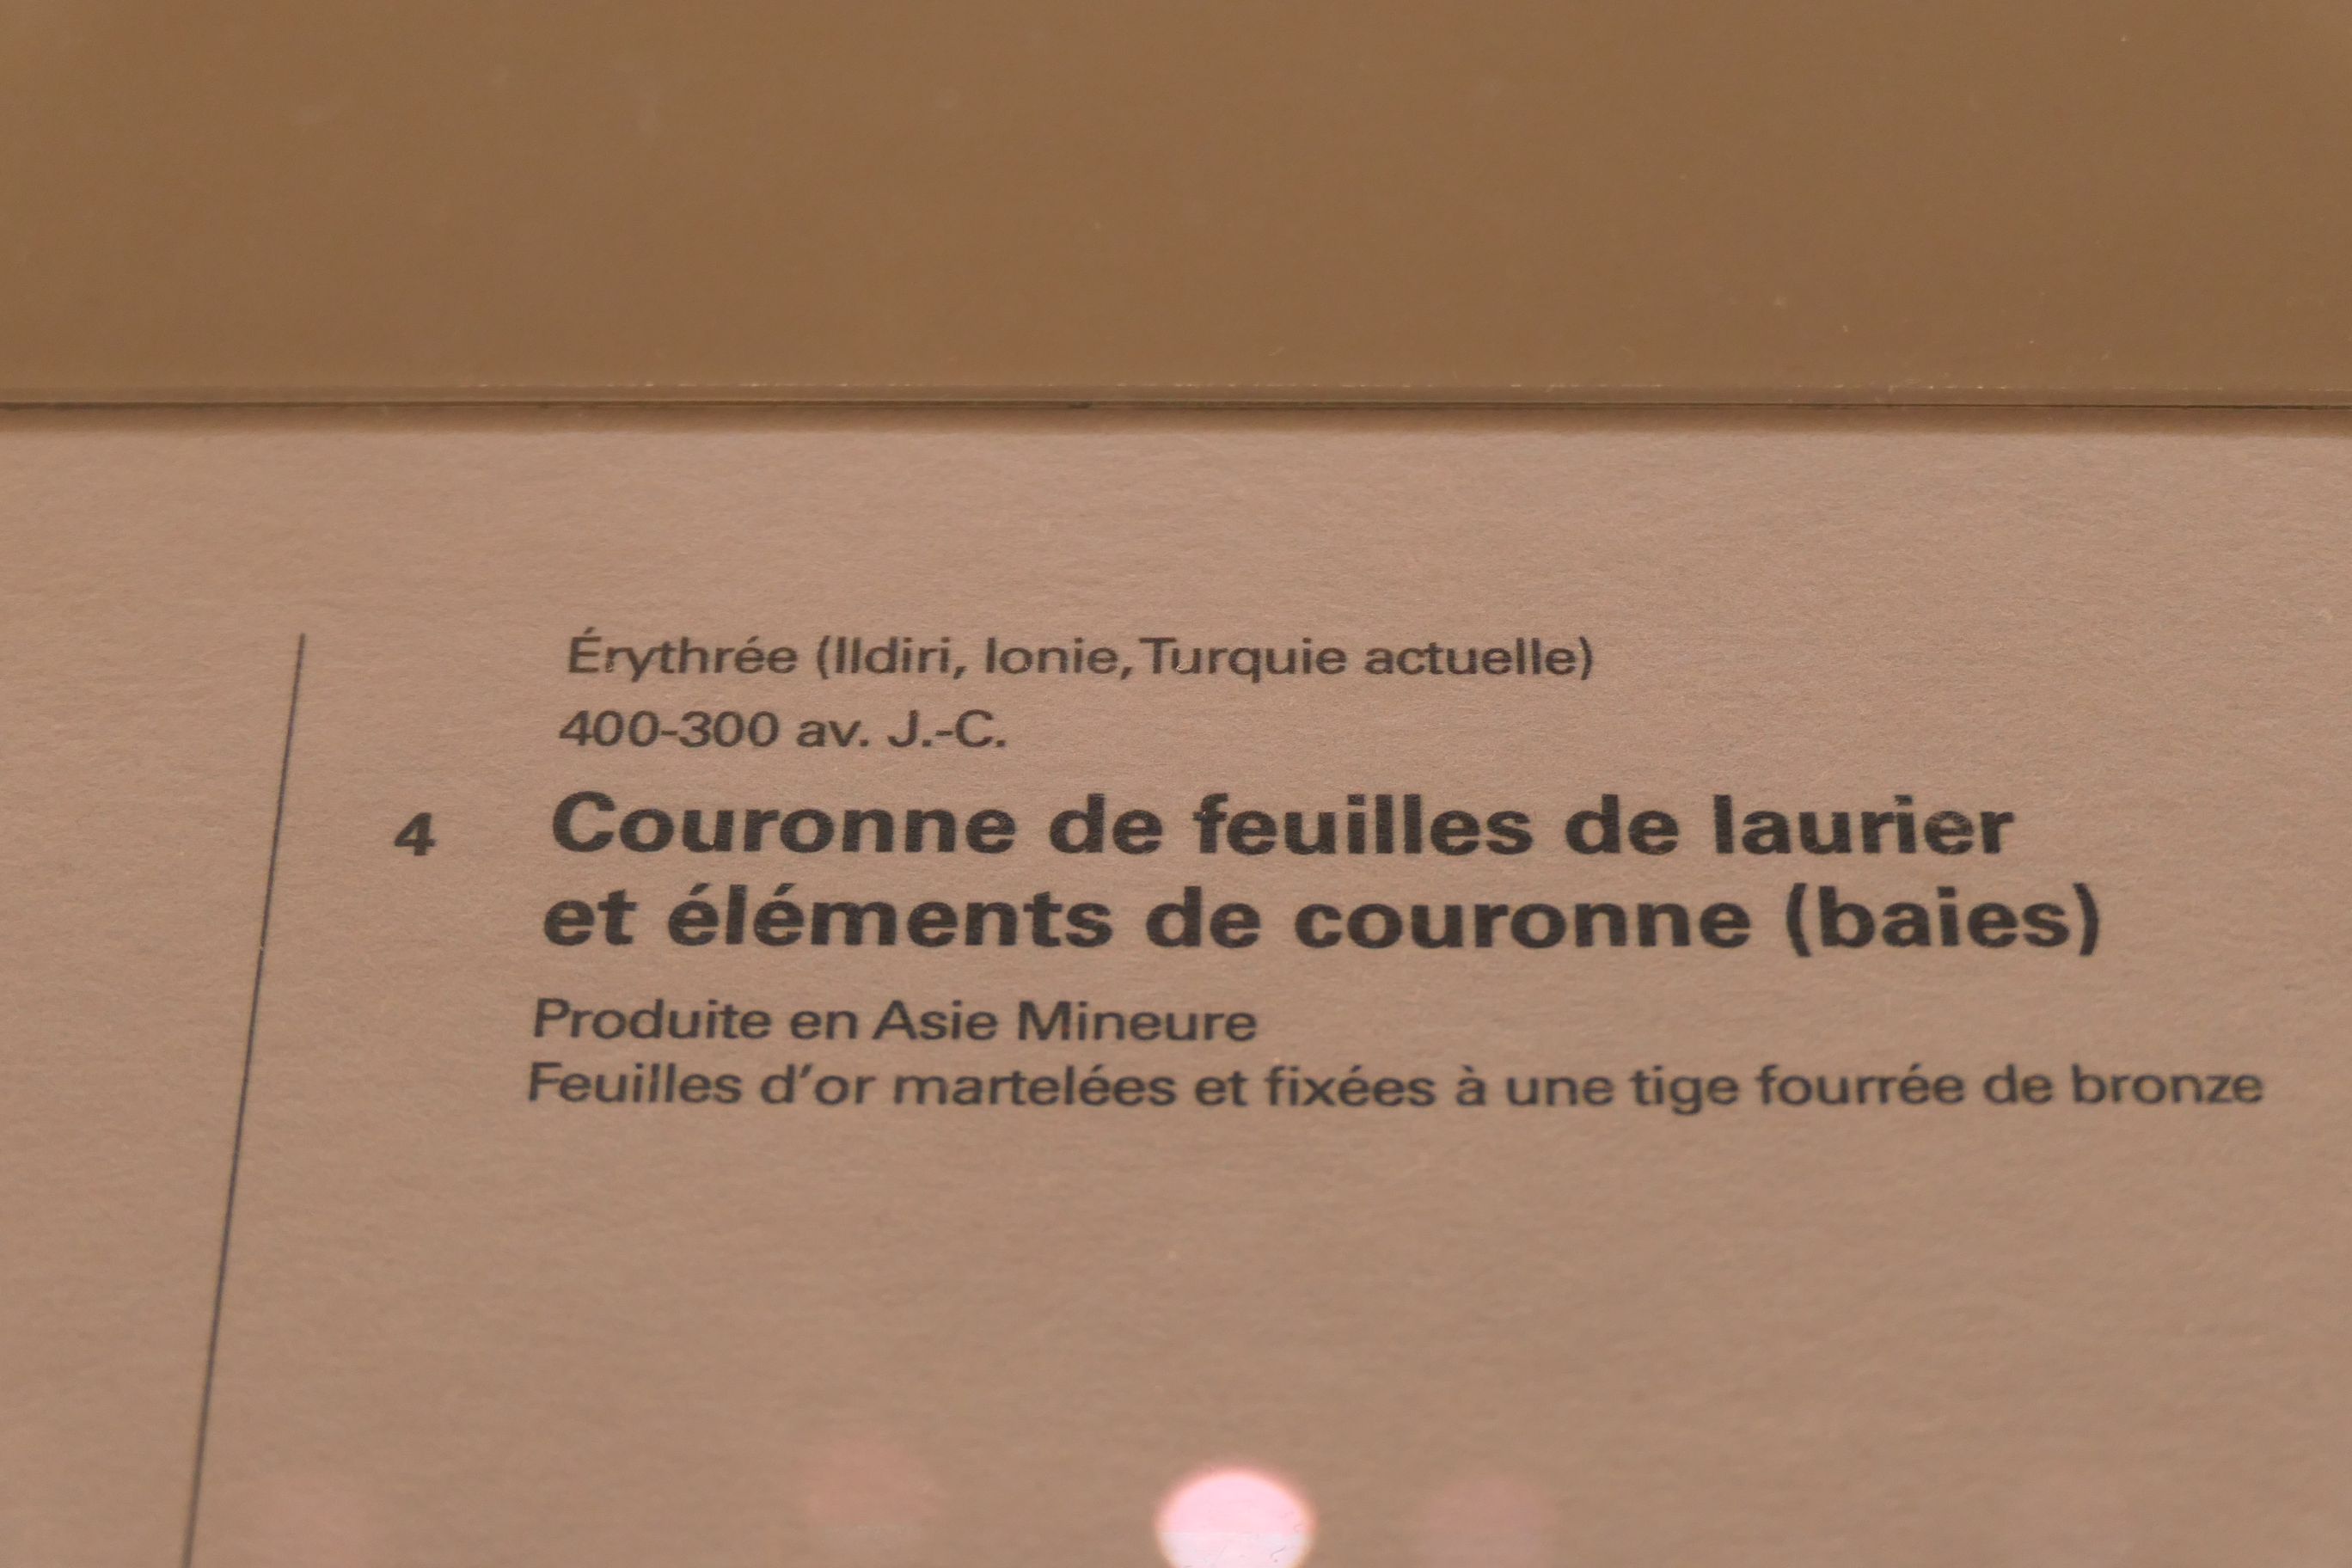 Érythrée (Ildiri, Ionie, Turquie actuelle)
400-300 av. J.-C.
4 Couronne de feuilles de laurier
et éléments de couronne (baies)
Produite en Asie Mineure
Feuilles d’or martelées et fixées à une tige fourrée de bronze